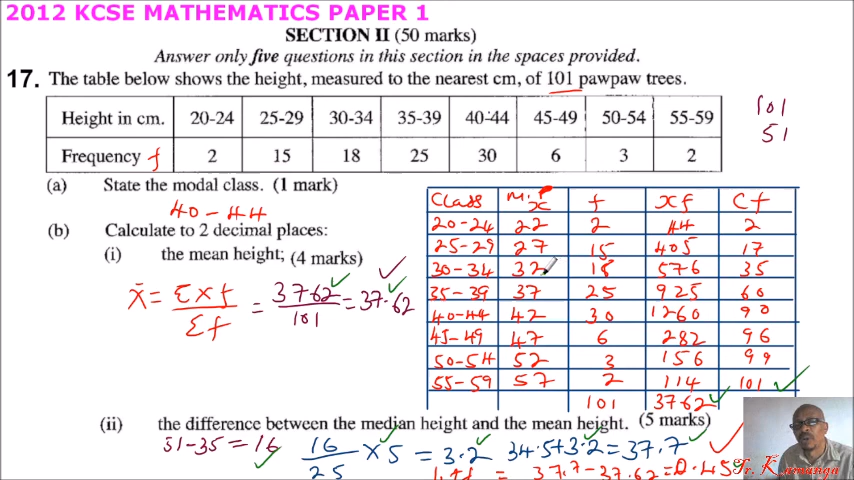 2012 KCSE MATHEMATICS PAPER 1
SECTION II (50 marks)
Answer only five questions in this section in the spaces provided.
17. The table below shows the height, measured to the nearest cm, of 101 pawpaw trees.
101
51
Height in cm. 20-24 25-29 30-34 35-39 40-44 45-49 50-54 55-59
Frequency f 2 15 18 25 30 6 3 2
(a) State the modal class. (1 mark)
40-44
(b) Calculate to 2 decimal places:
(i) the mean height; (4 marks)
x̄ = Σxf / Σf = 3762 / 101 = 37.62
Class M.P x f xf Cf
20-24 22 2 44 2
25-29 27 15 405 17
30-34 32 18 576 35
35-39 37 25 925 60
40-44 42 30 1260 90
45-49 47 6 282 96
50-54 52 3 156 99
55-59 57 2 114 101
101 3762
(ii) the difference between the median height and the mean height. (5 marks)
51-35=16 16/25 ×5 = 3.2 34.5+3.2=37.7
37.7-37.62=0.45
Tr. Kamanga